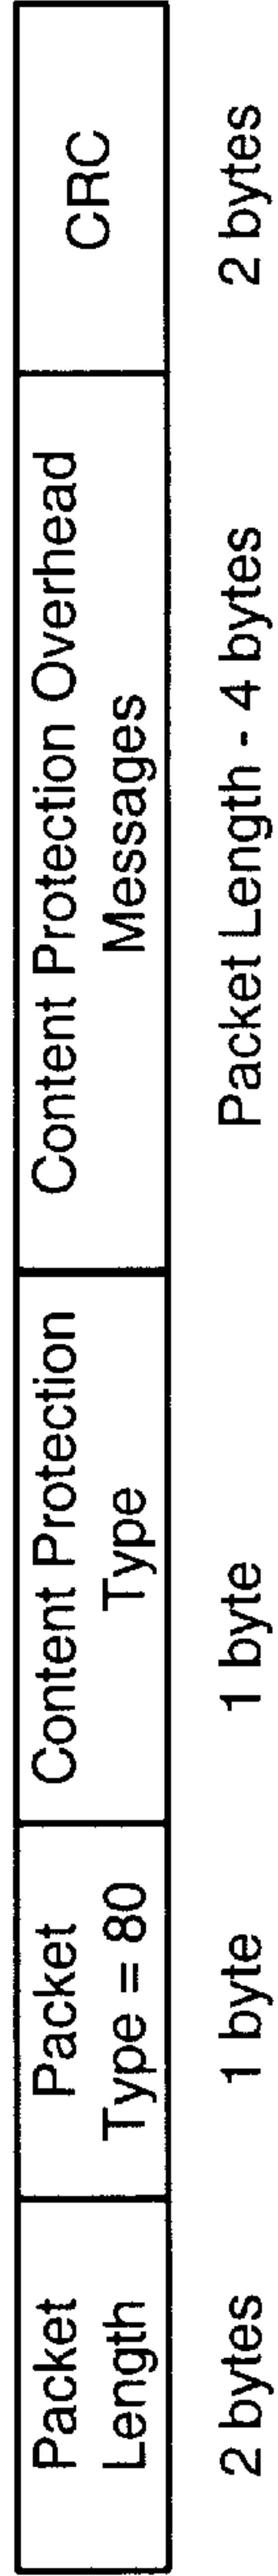 Packet
Length
Packet
Type = 80
Content Protection
Type
Content Protection Overhead
Messages
CRC
2 bytes
1 byte
1 byte
Packet Length - 4 bytes
2 bytes